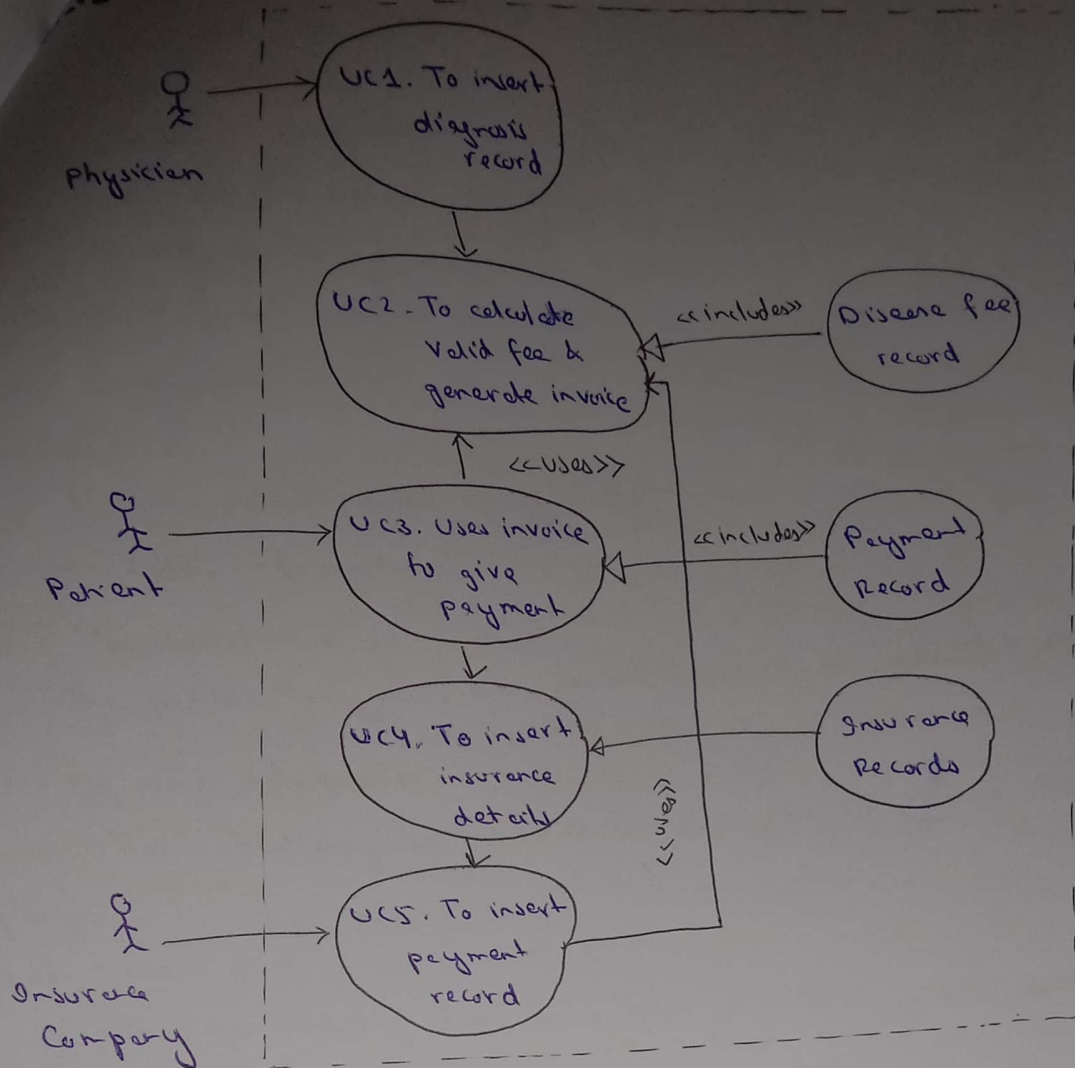 UC1. To insert
diagnosis
record
Physician
UC2. To calculate
valid fee &
generate invoice
<<includes>>
Disease fee
record
<<uses>>
UC3. Uses invoice
to give
payment
<<includes>>
Payment
Record
Patient
UC4. To insert
insurance
details
Insurance
Records
<<uses>>
UC5. To insert
payment
record
Insurance
Company